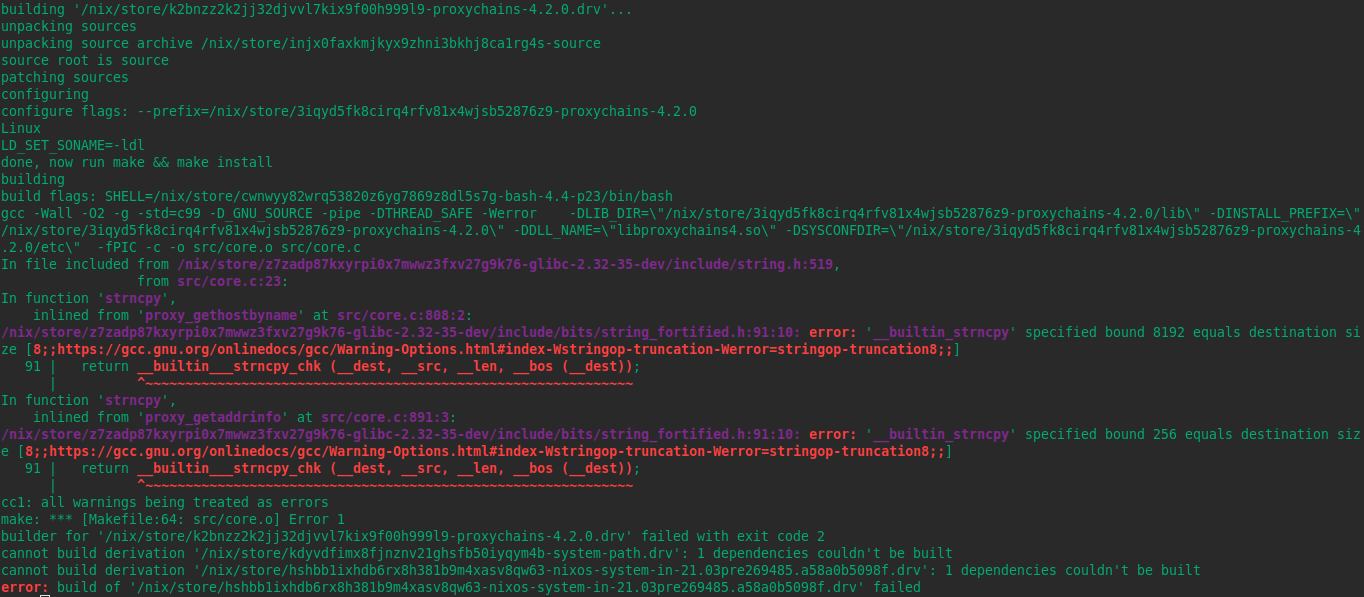 building '/nix/store/k2bnzz2k2jj32djvvl7kix9f00h999l9-proxychains-4.2.0.drv'...
unpacking sources
unpacking source archive /nix/store/injx0faxkmjkyx9zhni3bkhj8ca1rg4s-source
source root is source
patching sources
configuring
configure flags: --prefix=/nix/store/3iqyd5fk8cirq4rfv81x4wjsb52876z9-proxychains-4.2.0
Linux
LD_SET_SONAME=-ldl
done, now run make && make install
building
build flags: SHELL=/nix/store/cwnwyy82wrq53820z6yg7869z8dl5s7g-bash-4.4-p23/bin/bash
gcc -Wall -O2 -g -std=c99 -D_GNU_SOURCE -pipe -DTHREAD_SAFE -Werror    -DLIB_DIR=\"/nix/store/3iqyd5fk8cirq4rfv81x4wjsb52876z9-proxychains-4.2.0/lib\" -DINSTALL_PREFIX=\"
/nix/store/3iqyd5fk8cirq4rfv81x4wjsb52876z9-proxychains-4.2.0\" -DDLL_NAME=\"libproxychains4.so\" -DSYSCONFDIR=\"/nix/store/3iqyd5fk8cirq4rfv81x4wjsb52876z9-proxychains-4
.2.0/etc\"  -fPIC -c -o src/core.o src/core.c
In file included from /nix/store/z7zadp87kxyrpi0x7mwwz3fxv27g9k76-glibc-2.32-35-dev/include/string.h:519,
                 from src/core.c:23:
In function 'strncpy',
    inlined from 'proxy_gethostbyname' at src/core.c:808:2:
/nix/store/z7zadp87kxyrpi0x7mwwz3fxv27g9k76-glibc-2.32-35-dev/include/bits/string_fortified.h:91:10: error: '__builtin_strncpy' specified bound 8192 equals destination si
ze [8;;https://gcc.gnu.org/onlinedocs/gcc/Warning-Options.html#index-Wstringop-truncation-Werror=stringop-truncation8;;]
   91 |   return __builtin___strncpy_chk (__dest, __src, __len, __bos (__dest));
      |          ^~~~~~~~~~~~~~~~~~~~~~~~~~~~~~~~~~~~~~~~~~~~~~~~~~~~~~~~~~~~~~
In function 'strncpy',
    inlined from 'proxy_getaddrinfo' at src/core.c:891:3:
/nix/store/z7zadp87kxyrpi0x7mwwz3fxv27g9k76-glibc-2.32-35-dev/include/bits/string_fortified.h:91:10: error: '__builtin_strncpy' specified bound 256 equals destination siz
e [8;;https://gcc.gnu.org/onlinedocs/gcc/Warning-Options.html#index-Wstringop-truncation-Werror=stringop-truncation8;;]
   91 |   return __builtin___strncpy_chk (__dest, __src, __len, __bos (__dest));
      |          ^~~~~~~~~~~~~~~~~~~~~~~~~~~~~~~~~~~~~~~~~~~~~~~~~~~~~~~~~~~~~~
cc1: all warnings being treated as errors
make: *** [Makefile:64: src/core.o] Error 1
builder for '/nix/store/k2bnzz2k2jj32djvvl7kix9f00h999l9-proxychains-4.2.0.drv' failed with exit code 2
cannot build derivation '/nix/store/kdyvdfimx8fjnznv21ghsfb50iyqym4b-system-path.drv': 1 dependencies couldn't be built
cannot build derivation '/nix/store/hshbb1ixhdb6rx8h381b9m4xasv8qw63-nixos-system-in-21.03pre269485.a58a0b5098f.drv': 1 dependencies couldn't be built
error: build of '/nix/store/hshbb1ixhdb6rx8h381b9m4xasv8qw63-nixos-system-in-21.03pre269485.a58a0b5098f.drv' failed